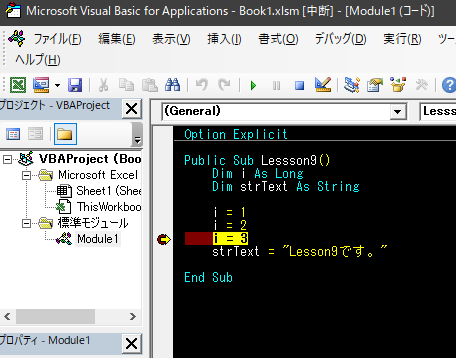 Microsoft Visual Basic for Applications - Book1.xlsm [中断] - [Module1 (コード)]
ファイル(F) 編集(E) 表示(V) 挿入(I) 書式(O) デバッグ(D) 実行(R) ツー
ヘルプ(H)
プロジェクト - VBAProject
(General)
Lesss
VBAProject (Boo
Microsoft Excel
Sheet1 (Shee
ThisWorkboo
標準モジュール
Module1
プロパティ - Module1
Option Explicit
Public Sub Lessson9()
Dim i As Long
Dim strText As String
i = 1
i = 2
i = 3
strText = "Lesson9です。"
End Sub